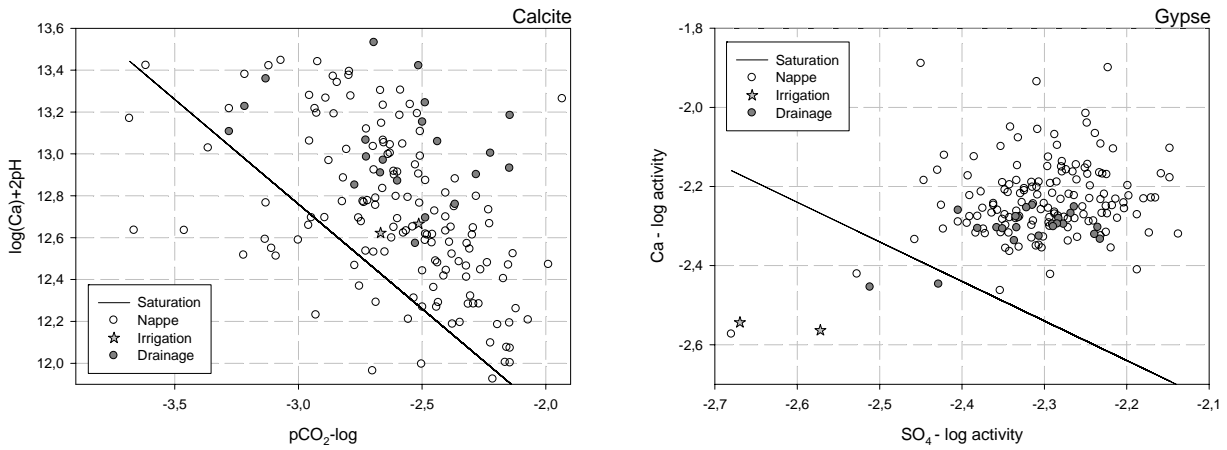 Calcite
13,6
13,4
13,2
13,0
12,8
12,6
12,4
12,2
12,0
log(Ca)+2pH
Saturation
Nappe
Irrigation
Drainage
-3,5
-3,0
-2,5
-2,0
pCO2-log
Gypse
-1,8
-2,0
-2,2
-2,4
-2,6
Ca - log activity
Saturation
Nappe
Irrigation
Drainage
-2,7
-2,6
-2,5
-2,4
-2,3
-2,2
-2,1
SO4 - log activity